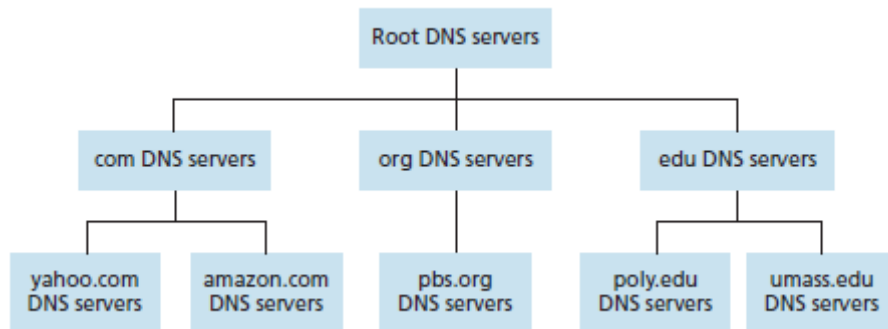 Root DNS servers
com DNS servers
org DNS servers
edu DNS servers
yahoo.com
DNS servers
amazon.com
DNS servers
pbs.org
DNS servers
poly.edu
DNS servers
umass.edu
DNS servers